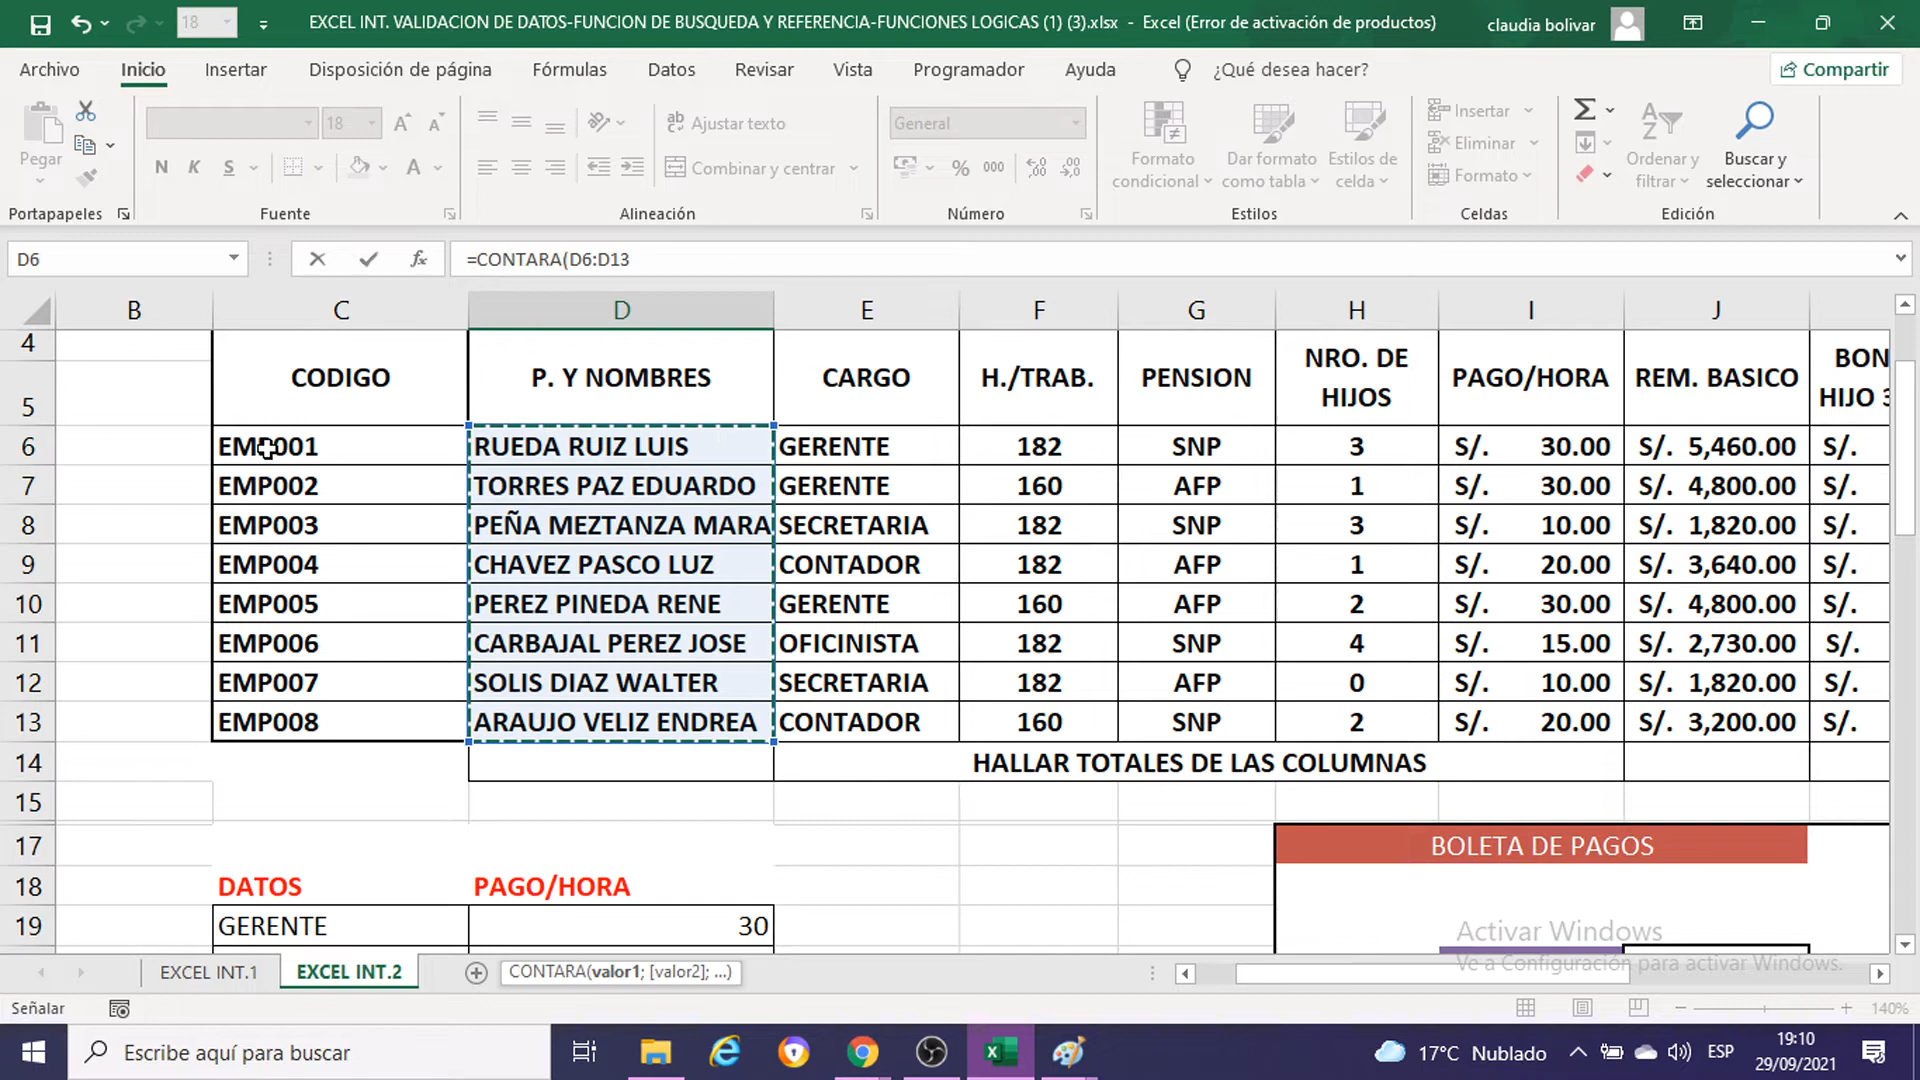 18 EXCEL INT. VALIDACION DE DATOS-FUNCION DE BUSQUEDA Y REFERENCIA-FUNCIONES LOGICAS (1) (3).xlsx - Excel (Error de activación de productos) claudia bolivar
Archivo Inicio Insertar Disposición de página Fórmulas Datos Revisar Vista Programador Ayuda ¿Qué desea hacer? Compartir
Pegar 18 Ajustar texto General Formato condicional Dar formato como tabla Estilos de celda Insertar Ordenar y filtrar Buscar y seleccionar
N K S Combinar y centrar % 000 Eliminar
Formato
Portapapeles Fuente Alineación Número Estilos Celdas Edición
D6 =CONTARA(D6:D13
B C D E F G H I J
4
5 CODIGO P. Y NOMBRES CARGO H./TRAB. PENSION NRO. DE HIJOS PAGO/HORA REM. BASICO BON HIJO 3
6 EMP001 RUEDA RUIZ LUIS GERENTE 182 SNP 3 S/. 30.00 S/. 5,460.00 S/.
7 EMP002 TORRES PAZ EDUARDO GERENTE 160 AFP 1 S/. 30.00 S/. 4,800.00 S/.
8 EMP003 PEÑA MEZTANZA MARA SECRETARIA 182 SNP 3 S/. 10.00 S/. 1,820.00 S/.
9 EMP004 CHAVEZ PASCO LUZ CONTADOR 182 AFP 1 S/. 20.00 S/. 3,640.00 S/.
10 EMP005 PEREZ PINEDA RENE GERENTE 160 AFP 2 S/. 30.00 S/. 4,800.00 S/.
11 EMP006 CARBAJAL PEREZ JOSE OFICINISTA 182 SNP 4 S/. 15.00 S/. 2,730.00 S/.
12 EMP007 SOLIS DIAZ WALTER SECRETARIA 182 AFP 0 S/. 10.00 S/. 1,820.00 S/.
13 EMP008 ARAUJO VELIZ ENDREA CONTADOR 160 SNP 2 S/. 20.00 S/. 3,200.00 S/.
14 HALLAR TOTALES DE LAS COLUMNAS
15
17 BOLETA DE PAGOS
18 DATOS PAGO/HORA
19 GERENTE 30
Activar Windows
Ve a Configuración para activar Windows.
EXCEL INT.1 EXCEL INT.2 CONTARA(valor1; [valor2]; ...)
Señalar 140%
Escribe aquí para buscar 17°C Nublado ESP 19:10
29/09/2021